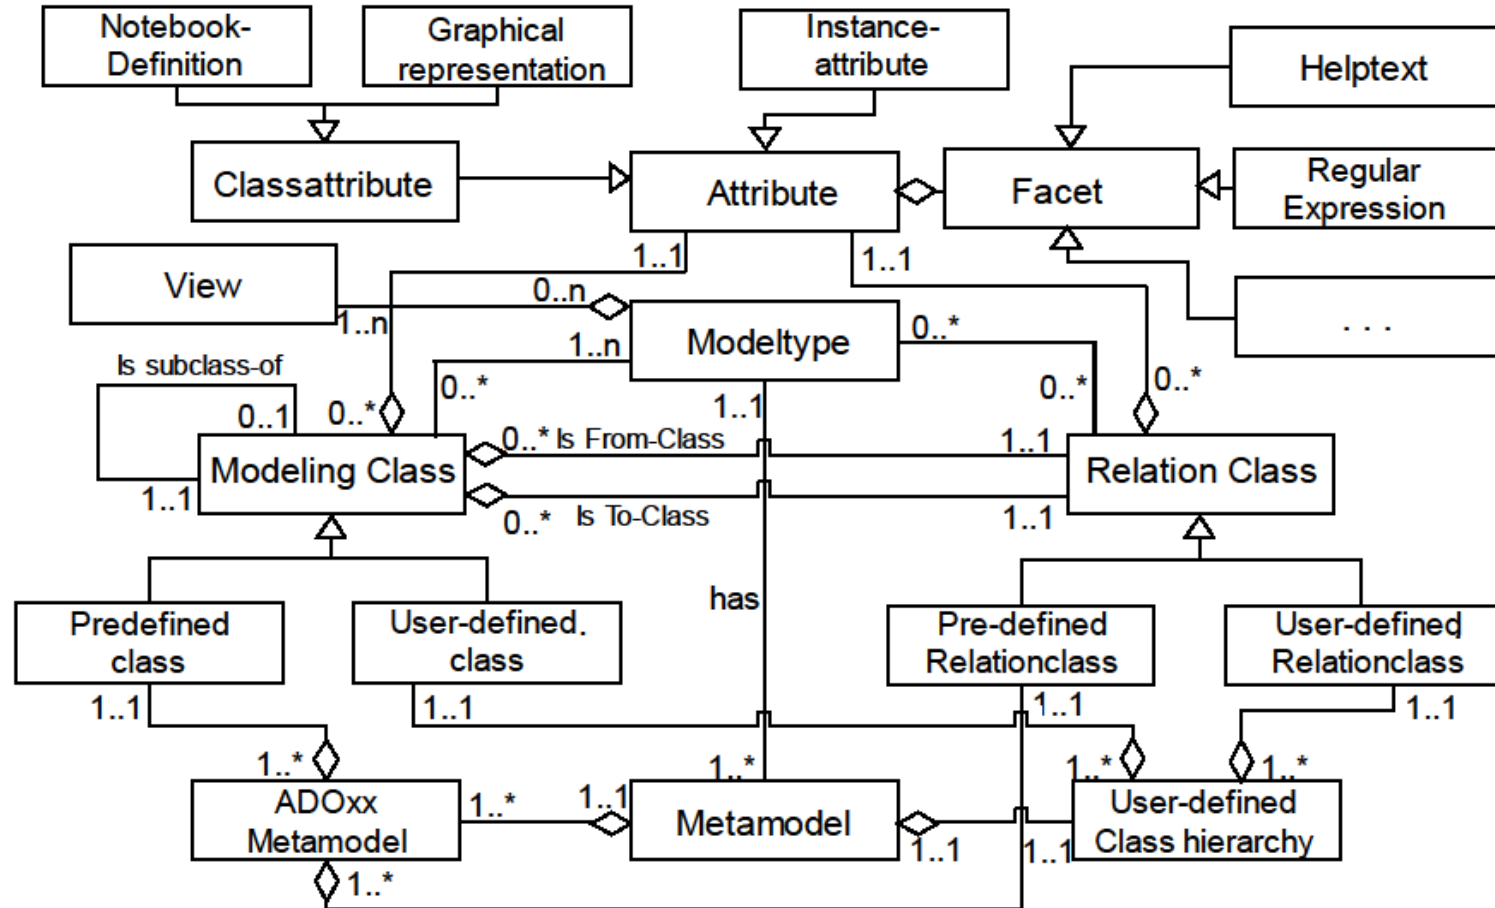 Notebook-
Definition
Graphical
representation
Instance-
attribute
Helptext
Classattribute
Attribute
Facet
Regular
Expression
1..1
1..1
View
0..n
1..n
. . .
Modeltype
0..*
1..n
Is subclass-of
0..*
0..*
0..*
0..1
0..*
1..1
0..* Is From-Class
1..1
Modeling Class
Relation Class
1..1
0..*
Is To-Class
1..1
has
Predefined
class
User-defined.
class
Pre-defined
Relationclass
User-defined
Relationclass
1..1
1..1
1..1
1..1
1..*
1..*
1..*
1..*
ADOxx
Metamodel
1..*
1..1
Metamodel
User-defined
Class hierarchy
1..1
1..1
1..*